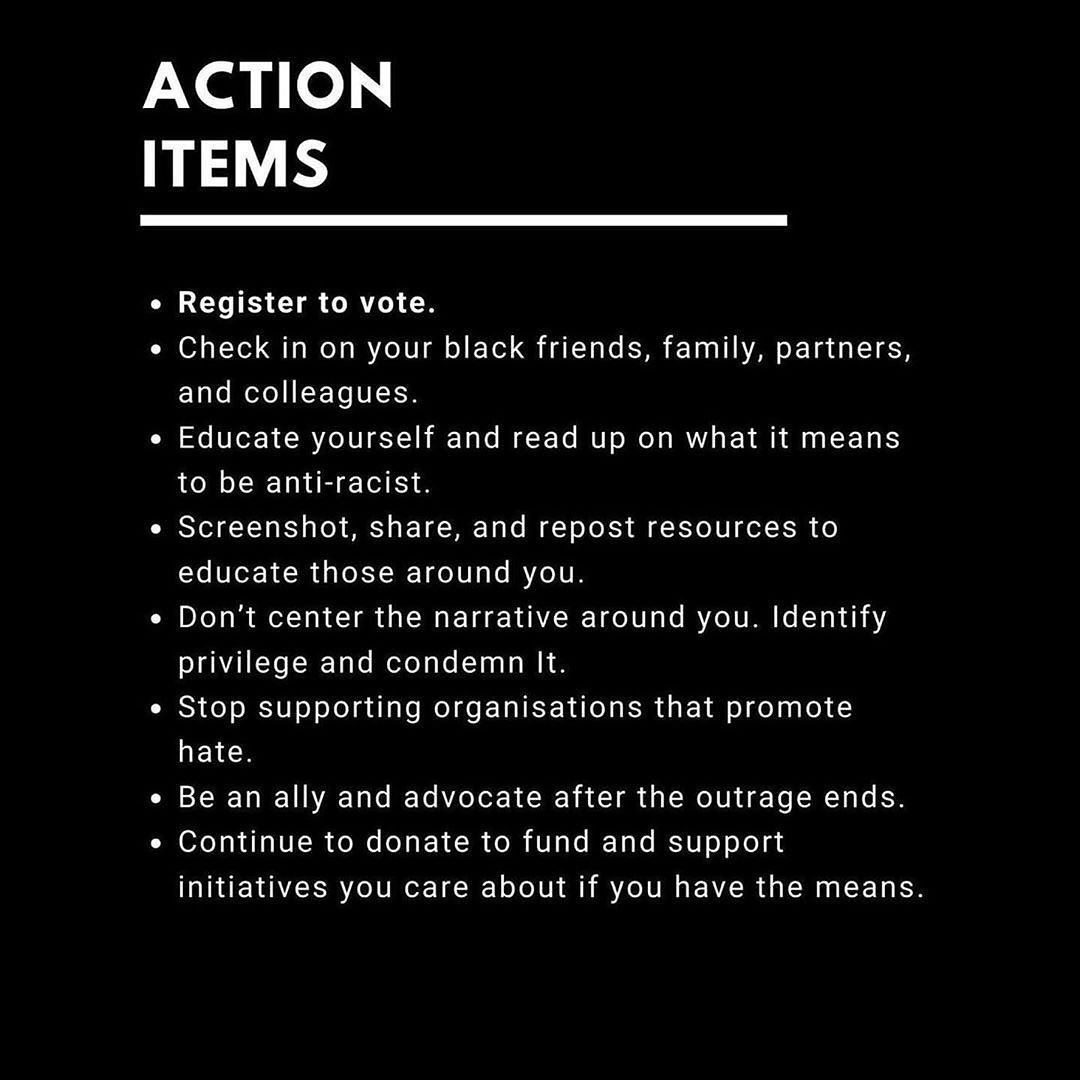 ACTION
ITEMS
• Register to vote.
• Check in on your black friends, family, partners,
and colleagues.
• Educate yourself and read up on what it means
to be anti-racist.
• Screenshot, share, and repost resources to
educate those around you.
• Don’t center the narrative around you. Identify
privilege and condemn It.
• Stop supporting organisations that promote
hate.
• Be an ally and advocate after the outrage ends.
• Continue to donate to fund and support
initiatives you care about if you have the means.